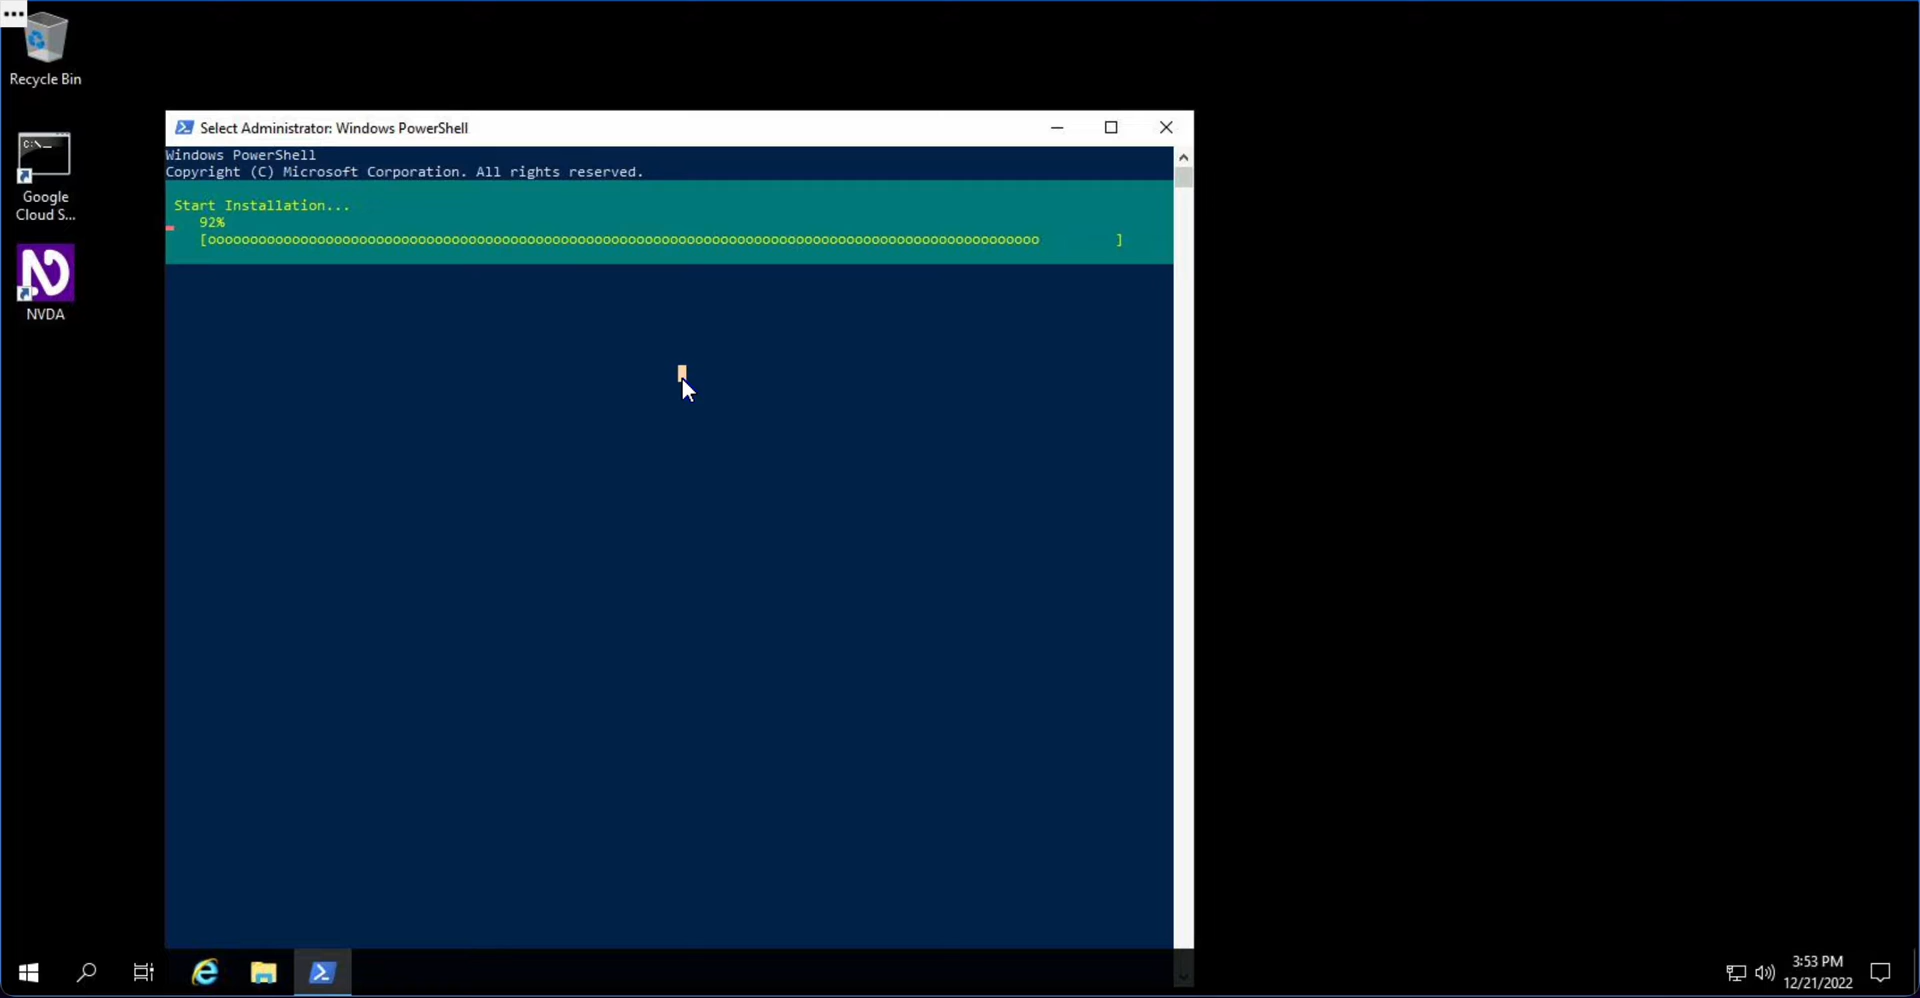 Recycle Bin
Google
Cloud S...
NVDA
Select Administrator: Windows PowerShell
Windows PowerShell
Copyright (C) Microsoft Corporation. All rights reserved.
Start Installation...
92%
[ooooooooooooooooooooooooooooooooooooooooooooooooooooooooooooooooooooooooooooooooooooooooooooooooooo         ]
3:53 PM
12/21/2022